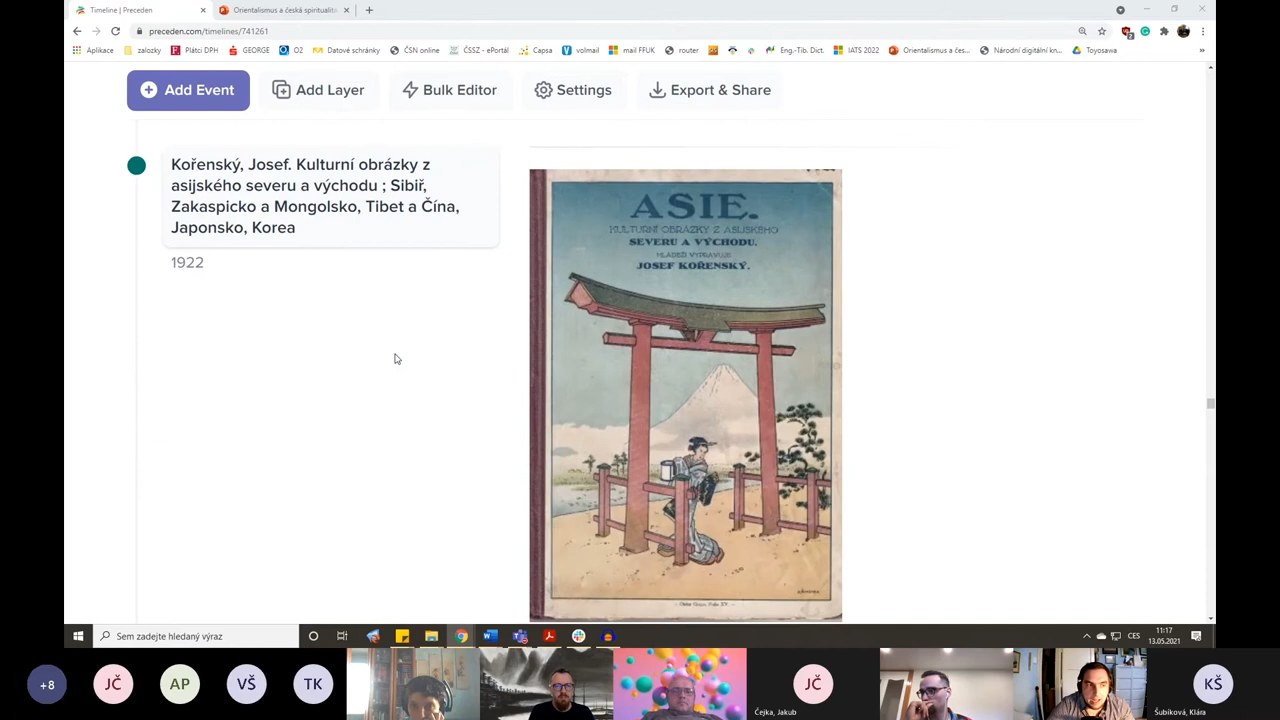 Timeline | Preceden
Orientalismus a česká spiritualit
preceden.com/timelines/741261
Aplikace
zalozky
Plátci DPH
GEORGE
O2
Datové schránky
ČSN online
ČSSZ - ePortál
Capsa
volmail
mail FFUK
router
Eng.-Tib. Dict.
IATS 2022
Orientalismus a čes...
Národní digitální kn...
Toyosawa
Add Event
Add Layer
Bulk Editor
Settings
Export & Share
Kořenský, Josef. Kulturní obrázky z
asijského severu a východu ; Sibiř,
Zakaspicko a Mongolsko, Tibet a Čína,
Japonsko, Korea
1922
ASIE.
KULTURNÍ OBRÁZKY Z ASIJSKÉHO
SEVERU A VÝCHODU.
MLÁDEŽI VYPRAVUJE
JOSEF KOŘENSKÝ.
Sem zadejte hledaný výraz
CES
11:17
13.05.2021
+8
JČ
AP
VŠ
TK
JČ
Čejka, Jakub
KŠ
Šubíková, Klára